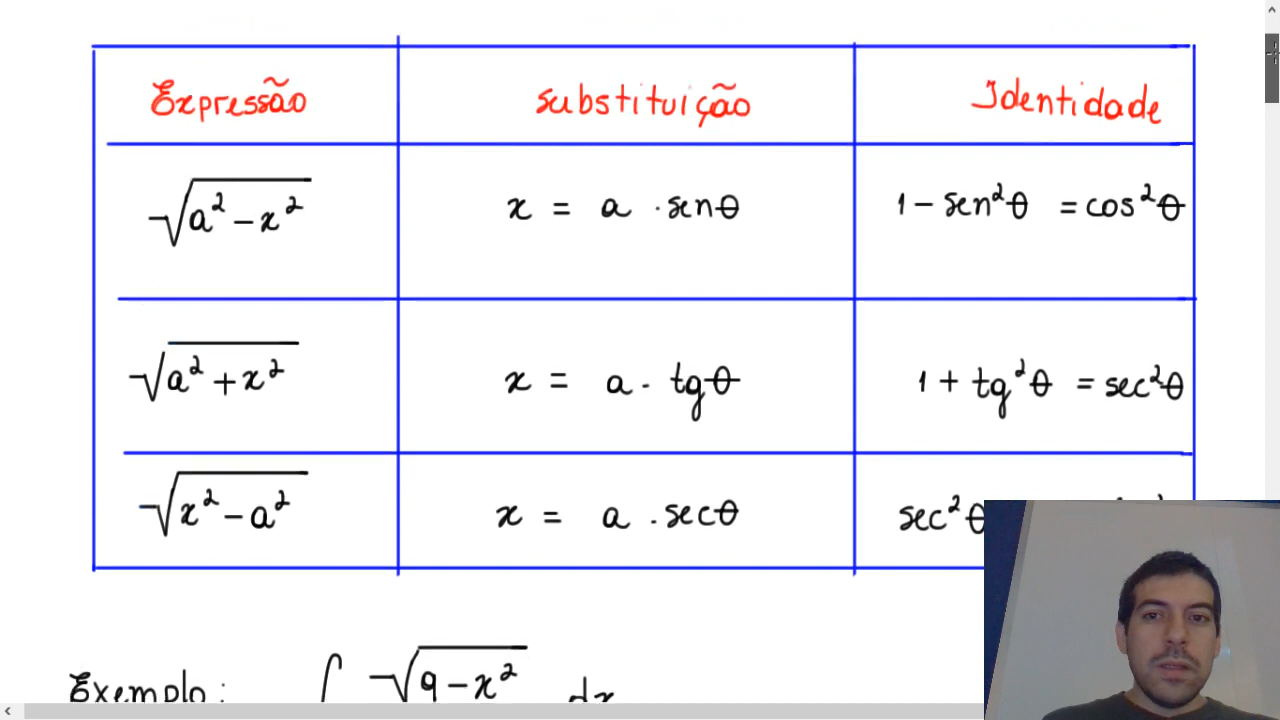 Expressão substituição Identidade
√(a² - x²) x = a · senθ 1 - sen²θ = cos²θ
√(a² + x²) x = a · tgθ 1 + tg²θ = sec²θ
√(x² - a²) x = a · secθ sec²θ
Exemplo: ∫ √(9 - x²) dx